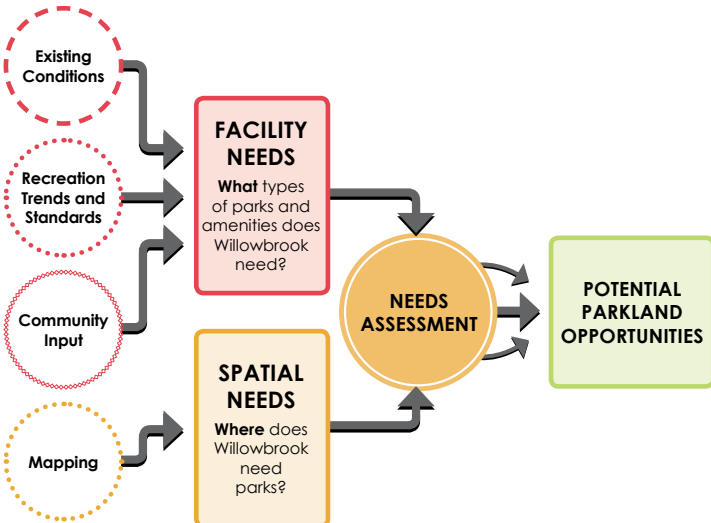 Existing
Conditions
Recreation
Trends and
Standards
Community
Input
Mapping
FACILITY
NEEDS
What types
of parks and
amenities does
Willowbrook
need?
SPATIAL
NEEDS
Where does
Willowbrook
need
parks?
NEEDS
ASSESSMENT
POTENTIAL
PARKLAND
OPPORTUNITIES